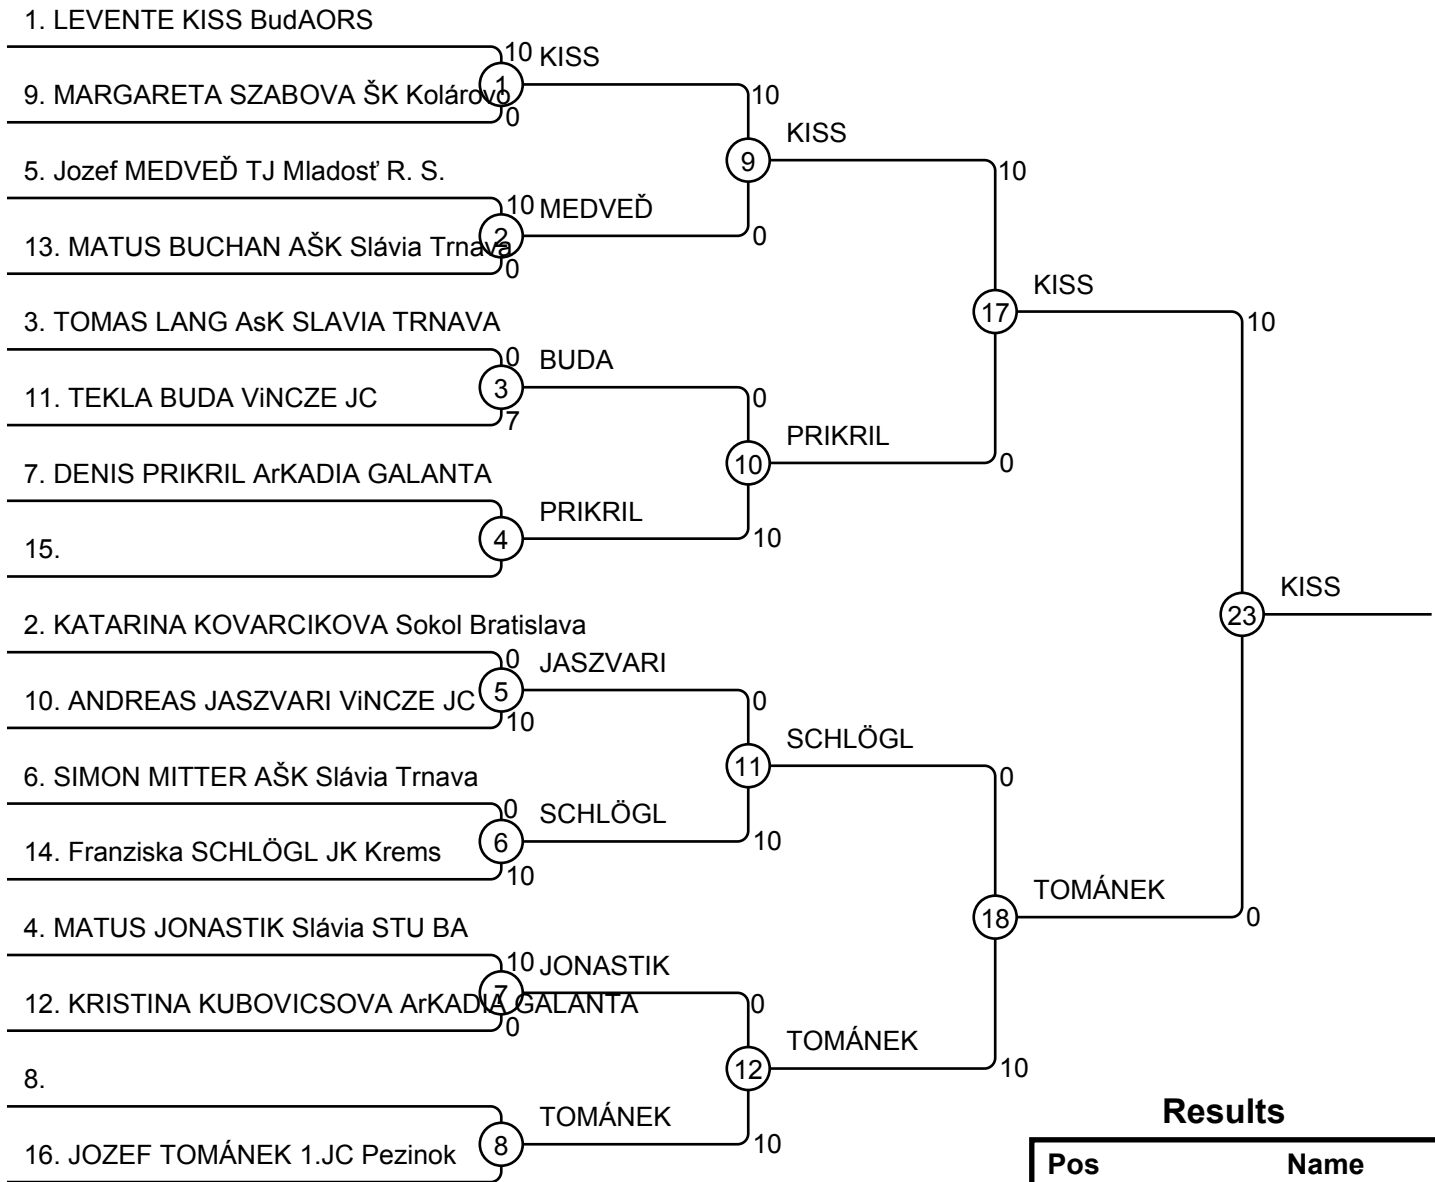 1. LEVENTE KISS BudAORS
10 KISS
1
9. MARGARETA SZABOVA ŠK Kolárovo
0
10
KISS
9
10
5. Jozef MEDVEĎ TJ Mladosť R. S.
10 MEDVEĎ
2
0
13. MATUS BUCHAN AŠK Slávia Trnava
0
KISS
17
10
3. TOMAS LANG AsK SLAVIA TRNAVA
0 BUDA
3
0
11. TEKLA BUDA ViNCZE JC
7
PRIKRIL
10
0
7. DENIS PRIKRIL ArKADIA GALANTA
PRIKRIL
4
10
15.
KISS
23
2. KATARINA KOVARCIKOVA Sokol Bratislava
0 JASZVARI
5
0
10. ANDREAS JASZVARI ViNCZE JC
10
SCHLÖGL
11
0
6. SIMON MITTER AŠK Slávia Trnava
0
SCHLÖGL
6
10
14. Franziska SCHLÖGL JK Krems
10
TOMÁNEK
18
0
4. MATUS JONASTIK Slávia STU BA
10 JONASTIK
7
0
12. KRISTINA KUBOVICSOVA ArKADIA GALANTA
0
TOMÁNEK
12
10
8.
TOMÁNEK
8
10
16. JOZEF TOMÁNEK 1.JC Pezinok
Results
Pos Name